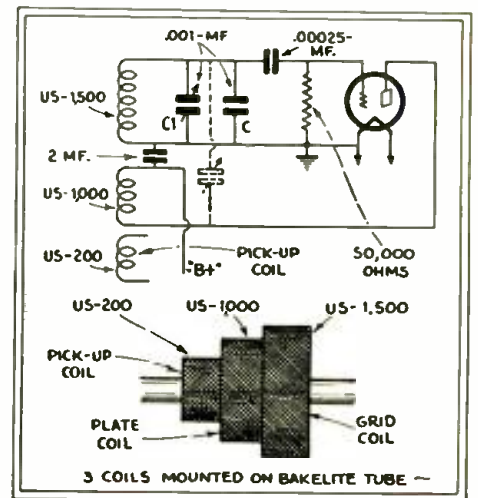 .001-MF
.00025-
MF.
US-1,500
C1
C
2 MF.
US-1,000
US-200
PICK-UP
COIL
"B+"
50,000
OHMS
US-200
US-1,000
US-1,500
PICK-UP
COIL
PLATE
COIL
GRID
COIL
3 COILS MOUNTED ON BAKELITE TUBE ~